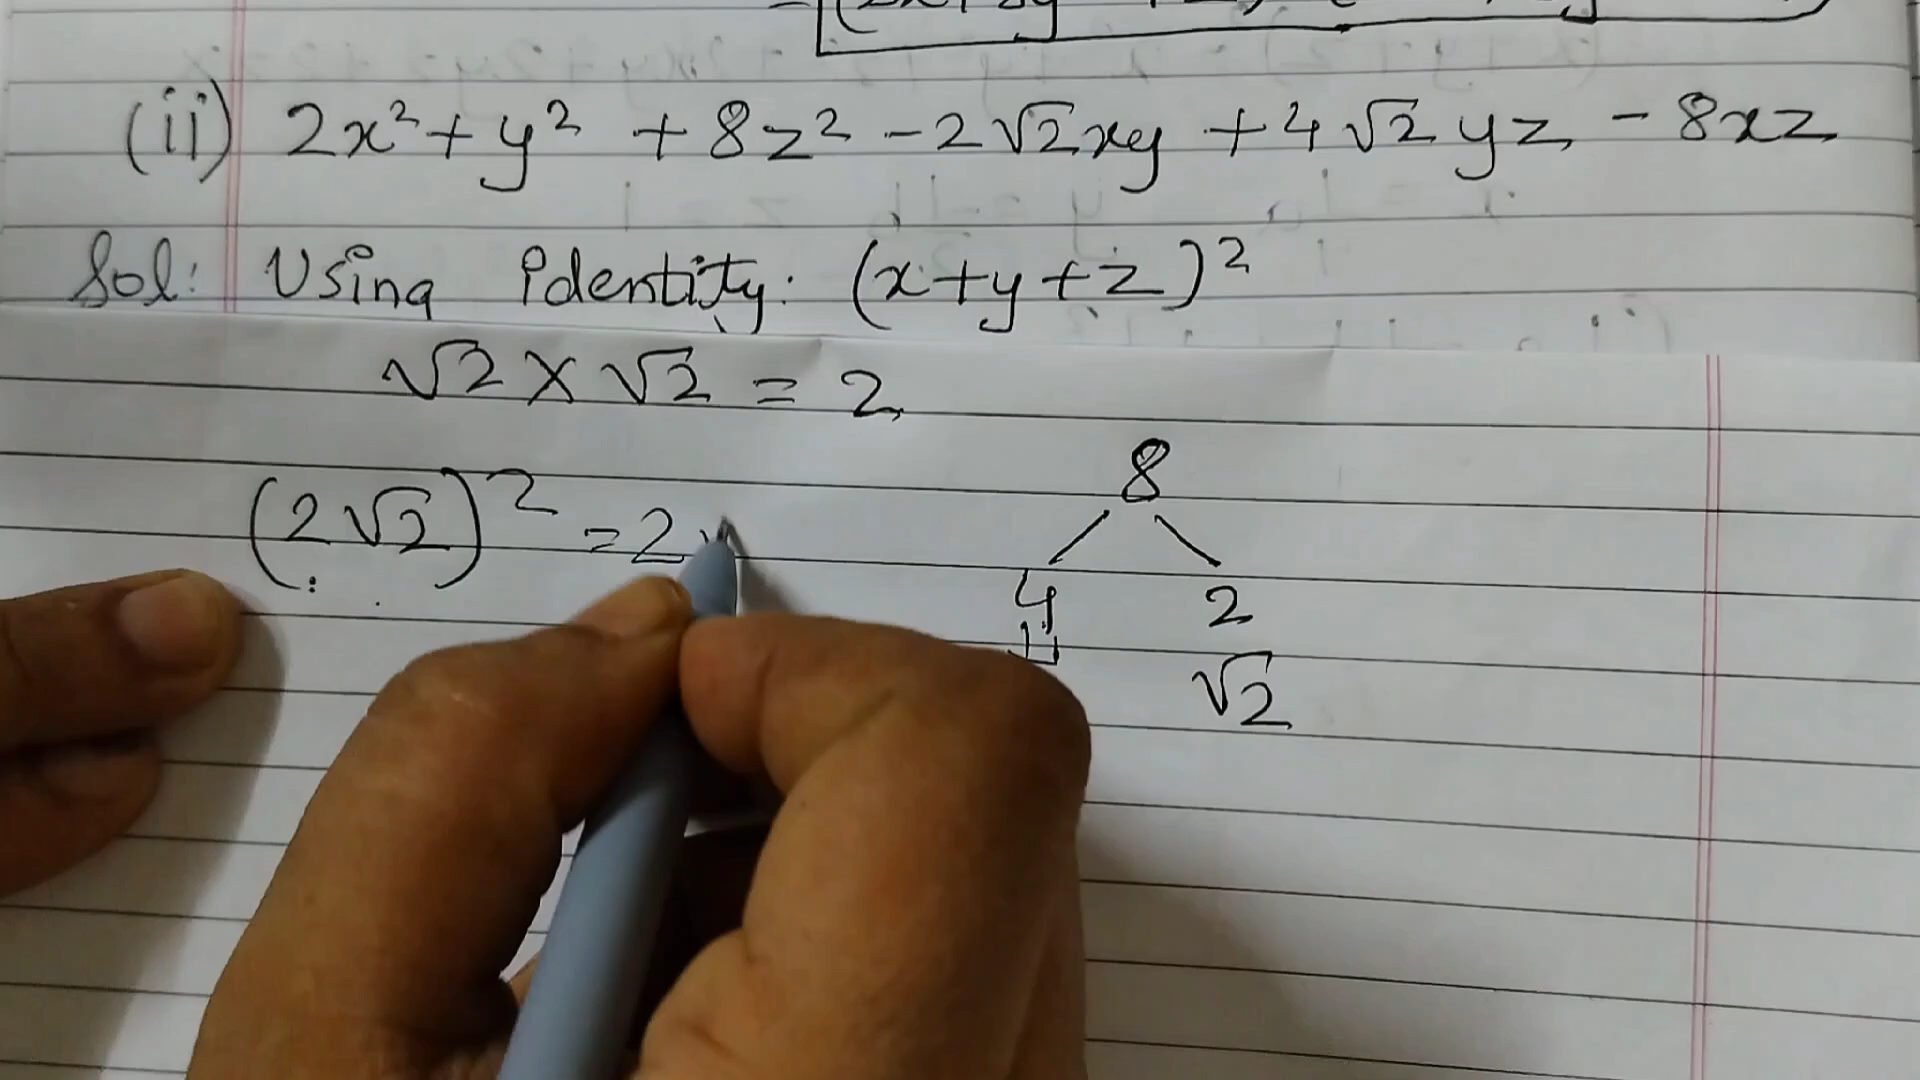 (ii) 2x² + y² + 8z² - 2√2xy + 4√2yz - 8xz
Sol: Using Identity: (x+y+z)²
√2 × √2 = 2
8
(2√2)² = 2
4 2
√2